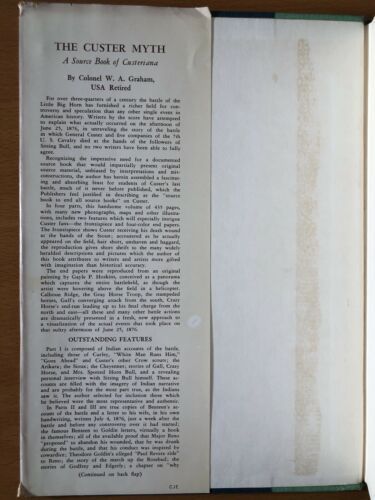 THE CUSTER MYTH
A Source Book of Custeriana
By Colonel W. A. Graham,
USA Retired
For over three-quarters of a century the battle of the
Little Big Horn has furnished a richer field for con-
troversy and speculation than any other single event in
American history. Writers by the score have attempted
to explain what actually occurred on the afternoon of
June 25, 1876, in unraveling the story of the battle
in which General Custer and five companies of the 7th
U. S. Cavalry died at the hands of the followers of
Sitting Bull, and no two writers have been able to fully
agree.
Recognizing the imperative need for a documented
source book that would impartially present original
source material, unbiased by interpretations and mis-
constructions, the author has herein assembled a fascinat-
ing and absorbing feast for students of Custer's last
battle, much of it never before published, which the
Publishers feel justified in describing as the "source
book to end all source books" on Custer.
In four parts, this handsome volume of 435 pages,
with many new photographs, maps and other illustra-
tions, includes two features which will especially intrigue
Custer fans—the frontispiece and four-color end papers.
The frontispiece shows Custer receiving his death wound
at the hands of the Sioux; accoutered as he actually
appeared on the field, hair short, unshaven and haggard,
the reproduction gives short shrift to the many widely
heralded descriptions and pictures which the author of
this book attributes to writers and artists more gifted
with imagination than historical accuracy.
The end papers were reproduced from an original
painting by Gayle P. Hoskins, conceived as a panorama
which captures the entire battlefield, as though the
artist were hovering above the field in a helicopter.
Calhoun Ridge, the Gray Horse Troop, the stampeded
horses, Gall's converging attack from the south, Crazy
Horse's end-run leading up to his final charge from the
north and east—all these and many other battle actions
are dramatically presented in a fresh, new approach to
a visualization of the actual events that took place on
that sultry afternoon of June 25, 1876.
OUTSTANDING FEATURES
Part I is composed of Indian accounts of the battle,
including those of Curley, "White Man Runs Him,"
"Goes Ahead" and Custer's other Crow scouts; the
Arikara; the Sioux; the Cheyennes; stories of Gall, Crazy
Horse, and Mrs. Spotted Horn Bull, and a revealing
personal interview with Sitting Bull himself. These ac-
counts are filled with the imagery of Indian narrative
and are probably for the most part true, as the Indians
saw it. The author selected for inclusion those which
he believed were the most representative and authentic.
In Parts II and III are true copies of Benteen's ac-
count of the battle and a letter to his wife, in his own
handwriting, written July 4, 1876, just a week after the
battle and before any controversy over it had started;
the famous Benteen to Goldin letters, virtually a book
in themselves; all of the available proof that Major Reno
"proposed" to abandon his wounded, that he was drunk
during the battle, and that his conduct was inspired by
cowardice; Theodore Goldin's alleged "Paul Revere ride"
to Reno; the story of the march up the Rosebud; the
stories of Godfrey and Edgerly; a chapter on "why
(Continued on back flap)